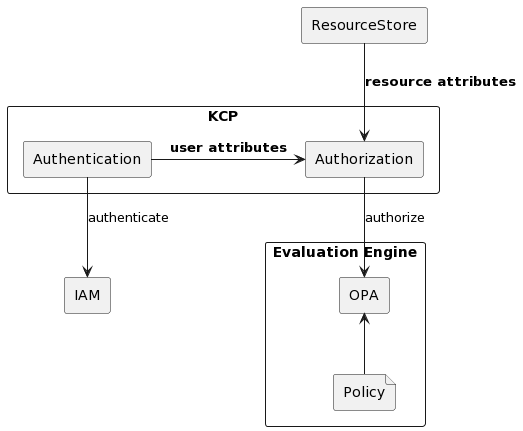 ResourceStore
resource attributes
KCP
Authentication
user attributes
Authorization
authenticate
authorize
Evaluation Engine
IAM
OPA
Policy